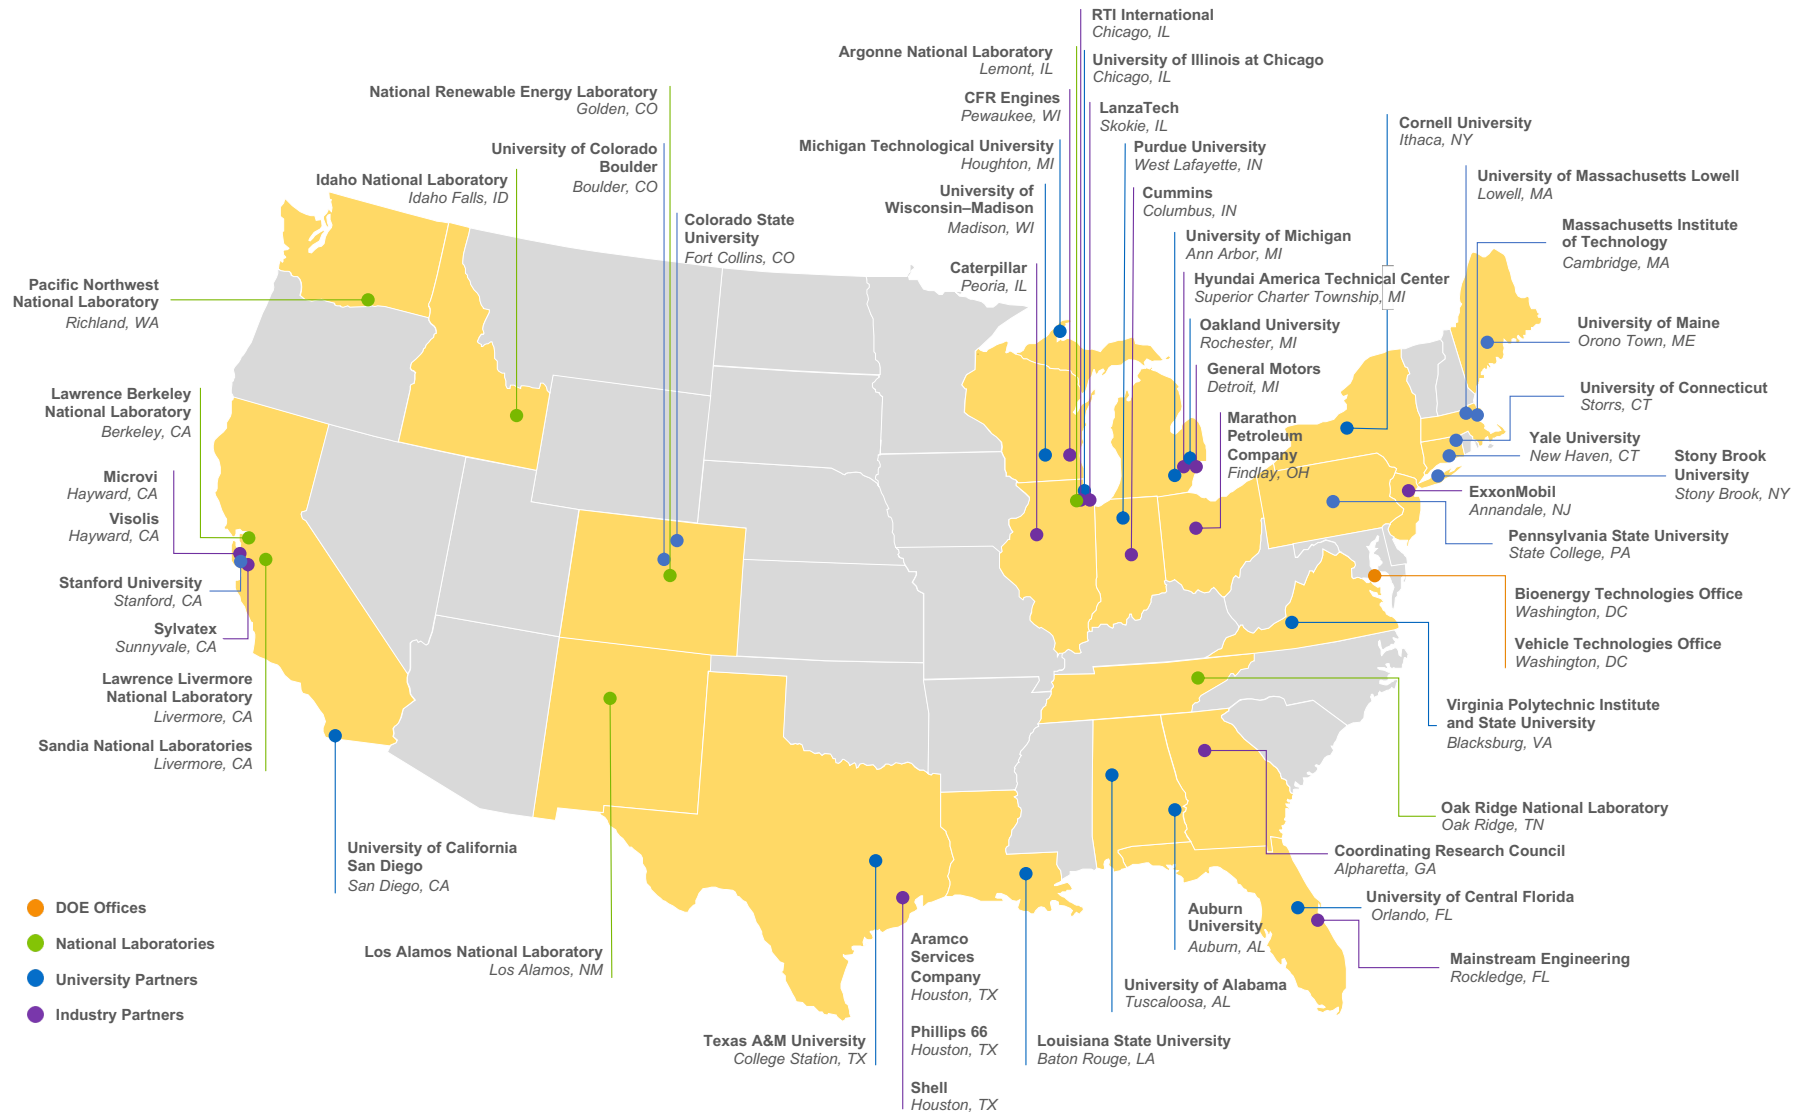 RTI International
Chicago, IL
Argonne National Laboratory
Lemont, IL
University of Illinois at Chicago
Chicago, IL
National Renewable Energy Laboratory
Golden, CO
CFR Engines
Pewaukee, WI
LanzaTech
Skokie, IL
Cornell University
Ithaca, NY
University of Colorado
Boulder
Boulder, CO
Michigan Technological University
Houghton, MI
Purdue University
West Lafayette, IN
Idaho National Laboratory
Idaho Falls, ID
University of
Wisconsin–Madison
Madison, WI
Cummins
Columbus, IN
University of Massachusetts Lowell
Lowell, MA
Colorado State
University
Fort Collins, CO
University of Michigan
Ann Arbor, MI
Massachusetts Institute
of Technology
Cambridge, MA
Caterpillar
Peoria, IL
Hyundai America Technical Center
Superior Charter Township, MI
Pacific Northwest
National Laboratory
Richland, WA
Oakland University
Rochester, MI
University of Maine
Orono Town, ME
General Motors
Detroit, MI
Lawrence Berkeley
National Laboratory
Berkeley, CA
University of Connecticut
Storrs, CT
Marathon
Petroleum
Company
Findlay, OH
Yale University
New Haven, CT
Stony Brook
University
Stony Brook, NY
Microvi
Hayward, CA
ExxonMobil
Annandale, NJ
Visolis
Hayward, CA
Pennsylvania State University
State College, PA
Stanford University
Stanford, CA
Bioenergy Technologies Office
Washington, DC
Sylvatex
Sunnyvale, CA
Vehicle Technologies Office
Washington, DC
Lawrence Livermore
National Laboratory
Livermore, CA
Virginia Polytechnic Institute
and State University
Blacksburg, VA
Sandia National Laboratories
Livermore, CA
Oak Ridge National Laboratory
Oak Ridge, TN
University of California
San Diego
San Diego, CA
Coordinating Research Council
Alpharetta, GA
University of Central Florida
Orlando, FL
Auburn
University
Auburn, AL
Los Alamos National Laboratory
Los Alamos, NM
Aramco
Services
Company
Houston, TX
Mainstream Engineering
Rockledge, FL
University of Alabama
Tuscaloosa, AL
Texas A&M University
College Station, TX
Phillips 66
Houston, TX
Louisiana State University
Baton Rouge, LA
Shell
Houston, TX
DOE Offices
National Laboratories
University Partners
Industry Partners